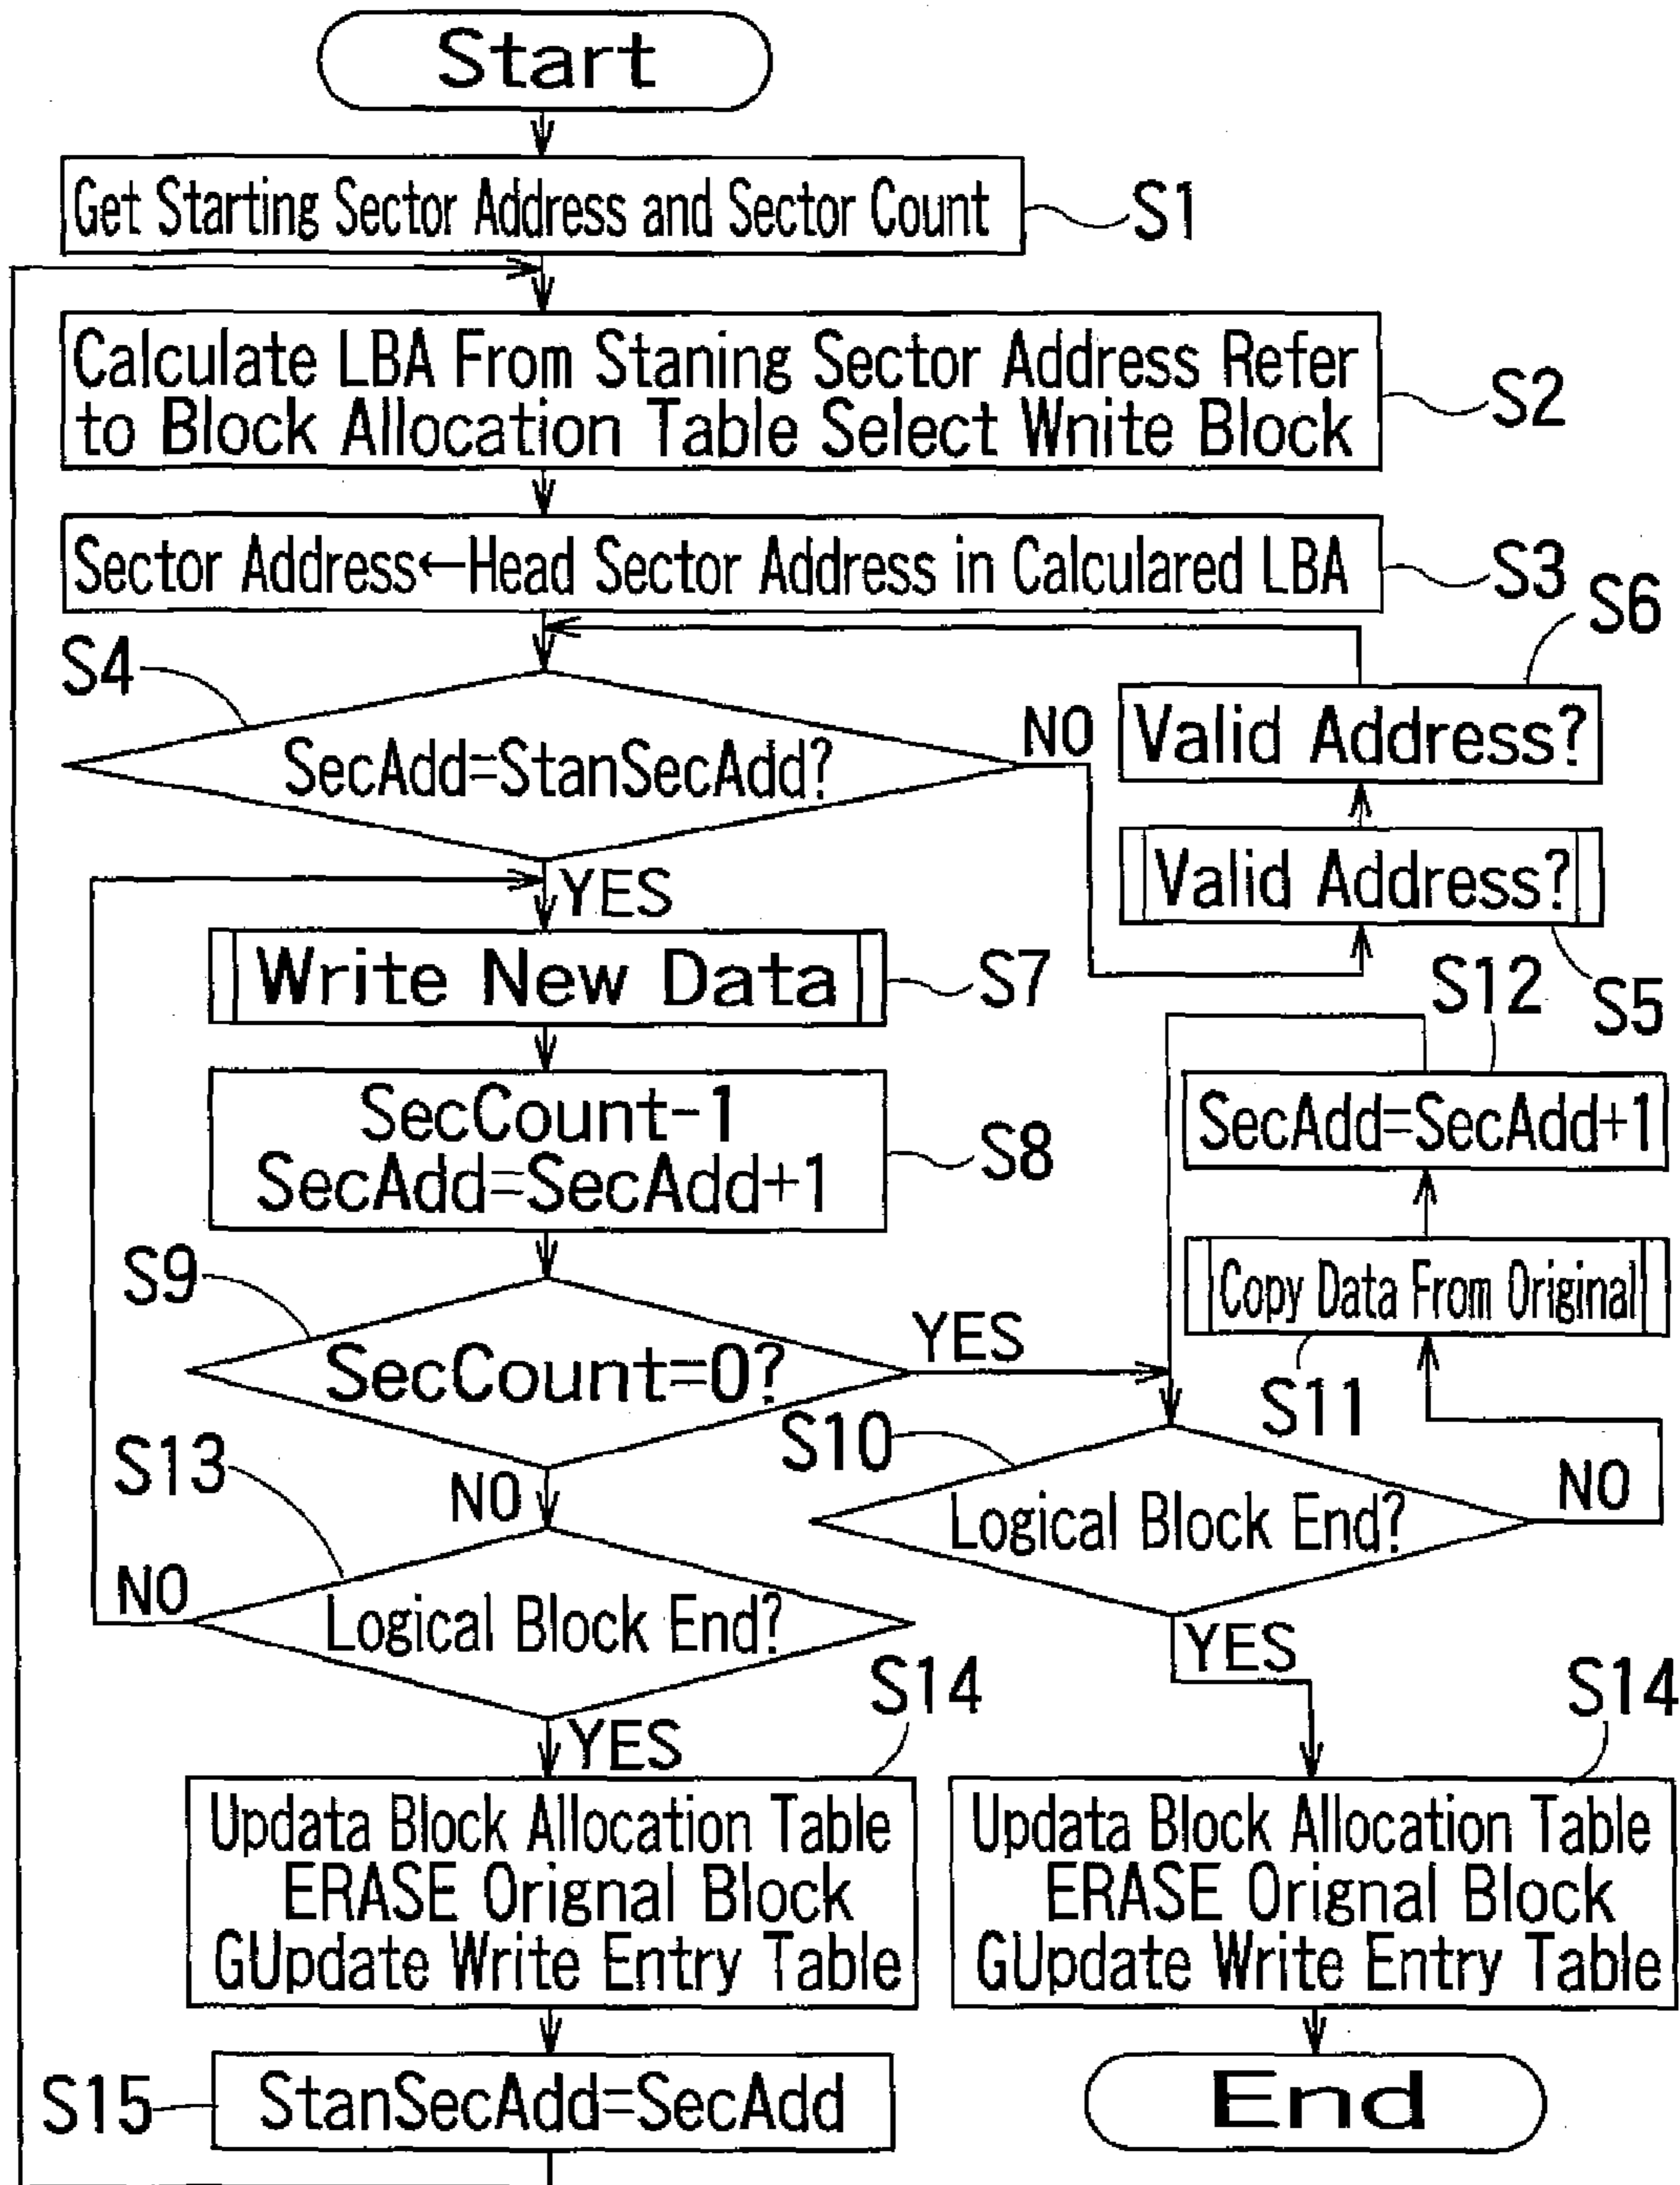 Start
Get Starting Sector Address and Sector Count
S1
Calculate LBA From Staning Sector Address Refer
to Block Allocation Table Select Wnite Block
S2
Sector Address←Head Sector Address in Calculared LBA
S3
S6
S4
SecAdd=StanSecAdd?
NO
Valid Address?
Valid Address?
S5
YES
Write New Data
S7
S12
SecCount-1
SecAdd=SecAdd+1
S8
SecAdd=SecAdd+1
S9
SecCount=0?
YES
Copy Data From Original
S11
S10
S13
NO
Logical Block End?
NO
NO
Logical Block End?
YES
YES
S14
S14
Updata Block Allocation Table
ERASE Orignal Block
GUpdate Write Entry Table
Updata Block Allocation Table
ERASE Orignal Block
GUpdate Write Entry Table
S15
StanSecAdd=SecAdd
End